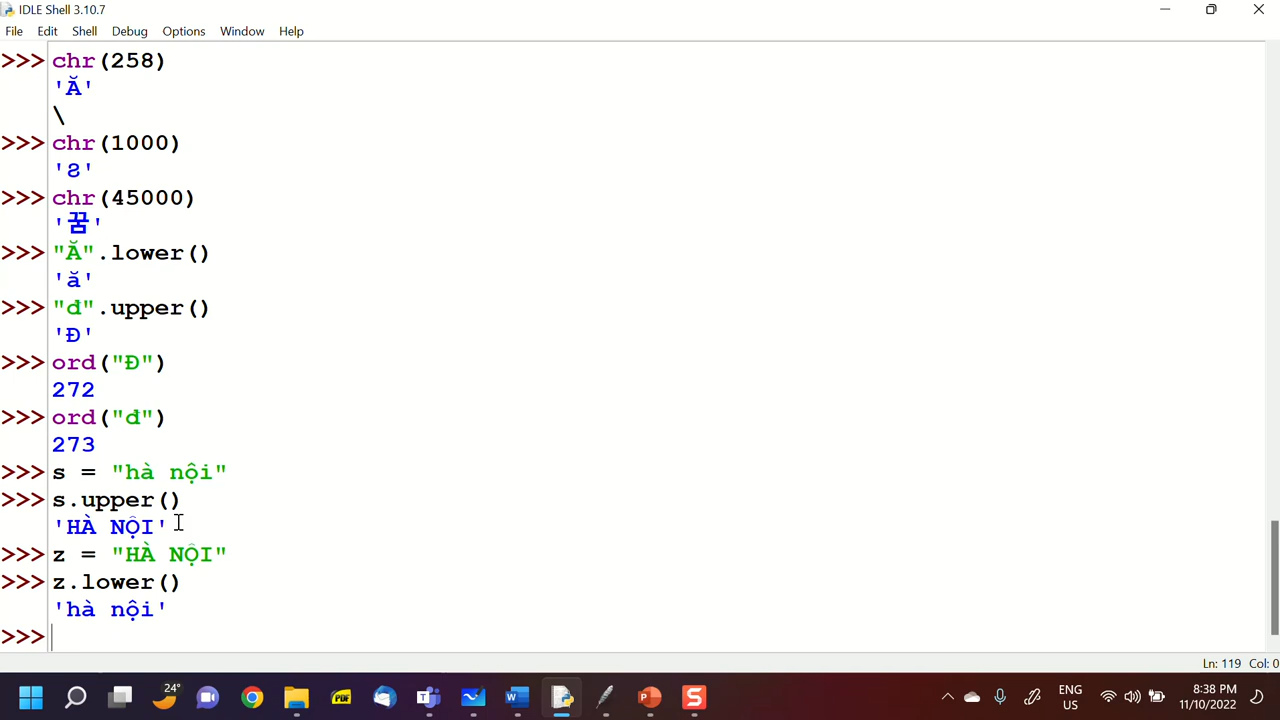 IDLE Shell 3.10.7
File Edit Shell Debug Options Window Help
>>> chr(258)
'Ă'
\
>>> chr(1000)
'Ϩ'
>>> chr(45000)
'꿈'
>>> "Ă".lower()
'ă'
>>> "đ".upper()
'Đ'
>>> ord("Đ")
272
>>> ord("đ")
273
>>> s = "hà nội"
>>> s.upper()
'HÀ NỘI'
>>> z = "HÀ NỘI"
>>> z.lower()
'hà nội'
>>>
Ln: 119 Col: 0
24°
PDF
ENG
US
8:38 PM
11/10/2022